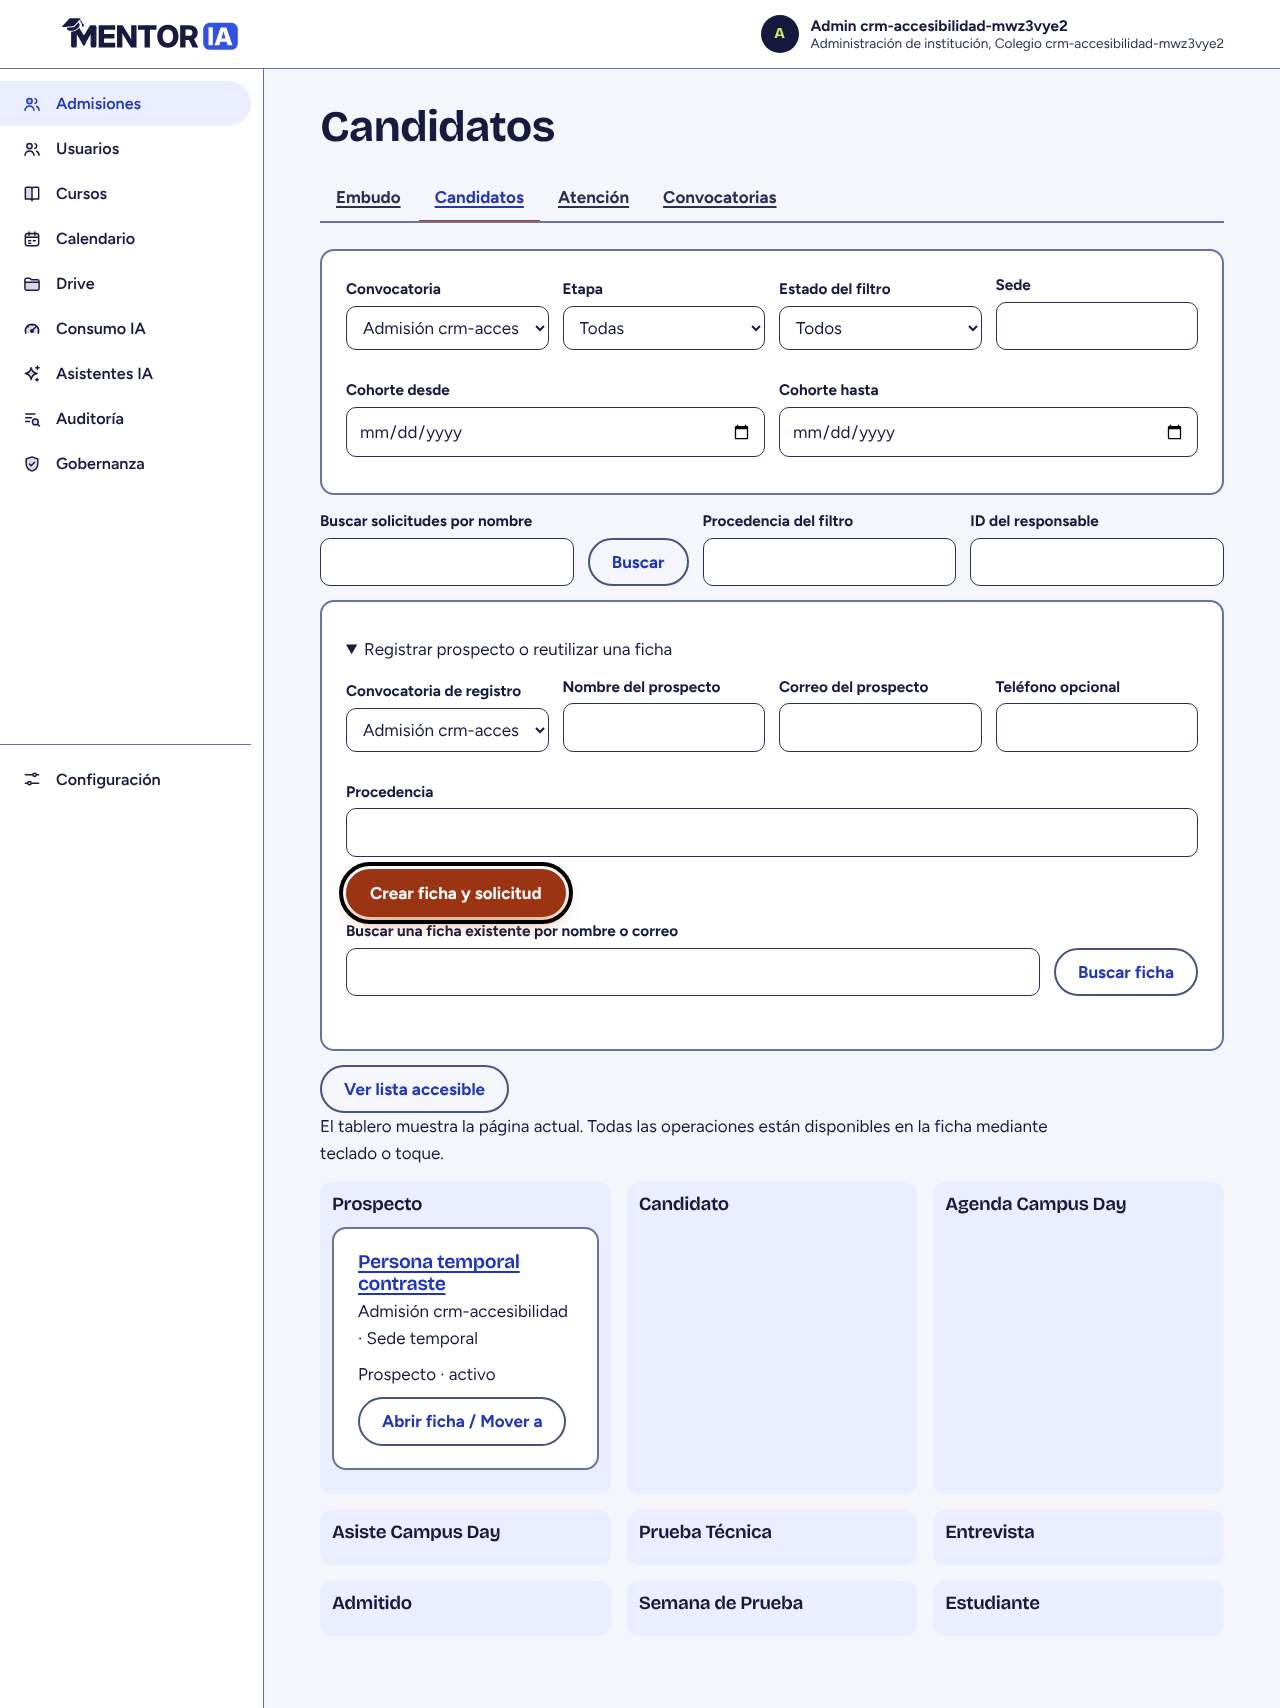 MENTOR IA
A
Admin crm-accesibilidad-mwz3vye2
Administración de institución, Colegio crm-accesibilidad-mwz3vye2
Admisiones
Usuarios
Cursos
Calendario
Drive
Consumo IA
Asistentes IA
Auditoría
Gobernanza
Configuración
Candidatos
Embudo Candidatos Atención Convocatorias
Convocatoria Etapa Estado del filtro Sede
Admisión crm-acces Todas Todos
Cohorte desde Cohorte hasta
mm/dd/yyyy mm/dd/yyyy
Buscar solicitudes por nombre Procedencia del filtro ID del responsable
Buscar
▼ Registrar prospecto o reutilizar una ficha
Convocatoria de registro Nombre del prospecto Correo del prospecto Teléfono opcional
Admisión crm-acces
Procedencia
Crear ficha y solicitud
Buscar una ficha existente por nombre o correo
Buscar ficha
Ver lista accesible
El tablero muestra la página actual. Todas las operaciones están disponibles en la ficha mediante
teclado o toque.
Prospecto Candidato Agenda Campus Day
Persona temporal
contraste
Admisión crm-accesibilidad
· Sede temporal
Prospecto · activo
Abrir ficha / Mover a
Asiste Campus Day Prueba Técnica Entrevista
Admitido Semana de Prueba Estudiante